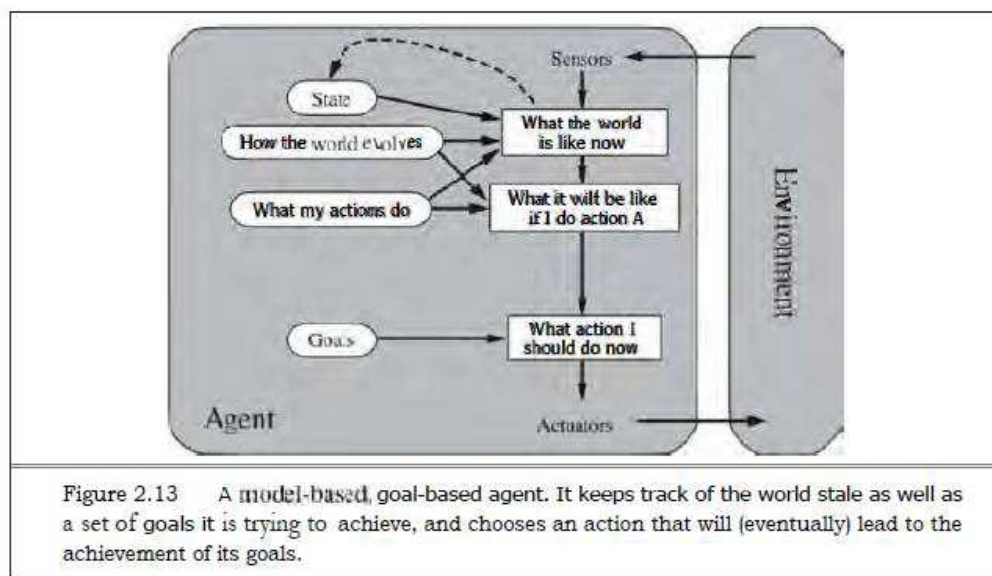 Sensors
State
What the world
is like now
How the world evolves
What it will be like
if I do action A
What my actions do
Environment
What action I
should do now
Goals
Agent
Actuators
Figure 2.13 A model-based, goal-based agent. It keeps track of the world stale as well as
a set of goals it is trying to achieve, and chooses an action that will (eventually) lead to the
achievement of its goals.